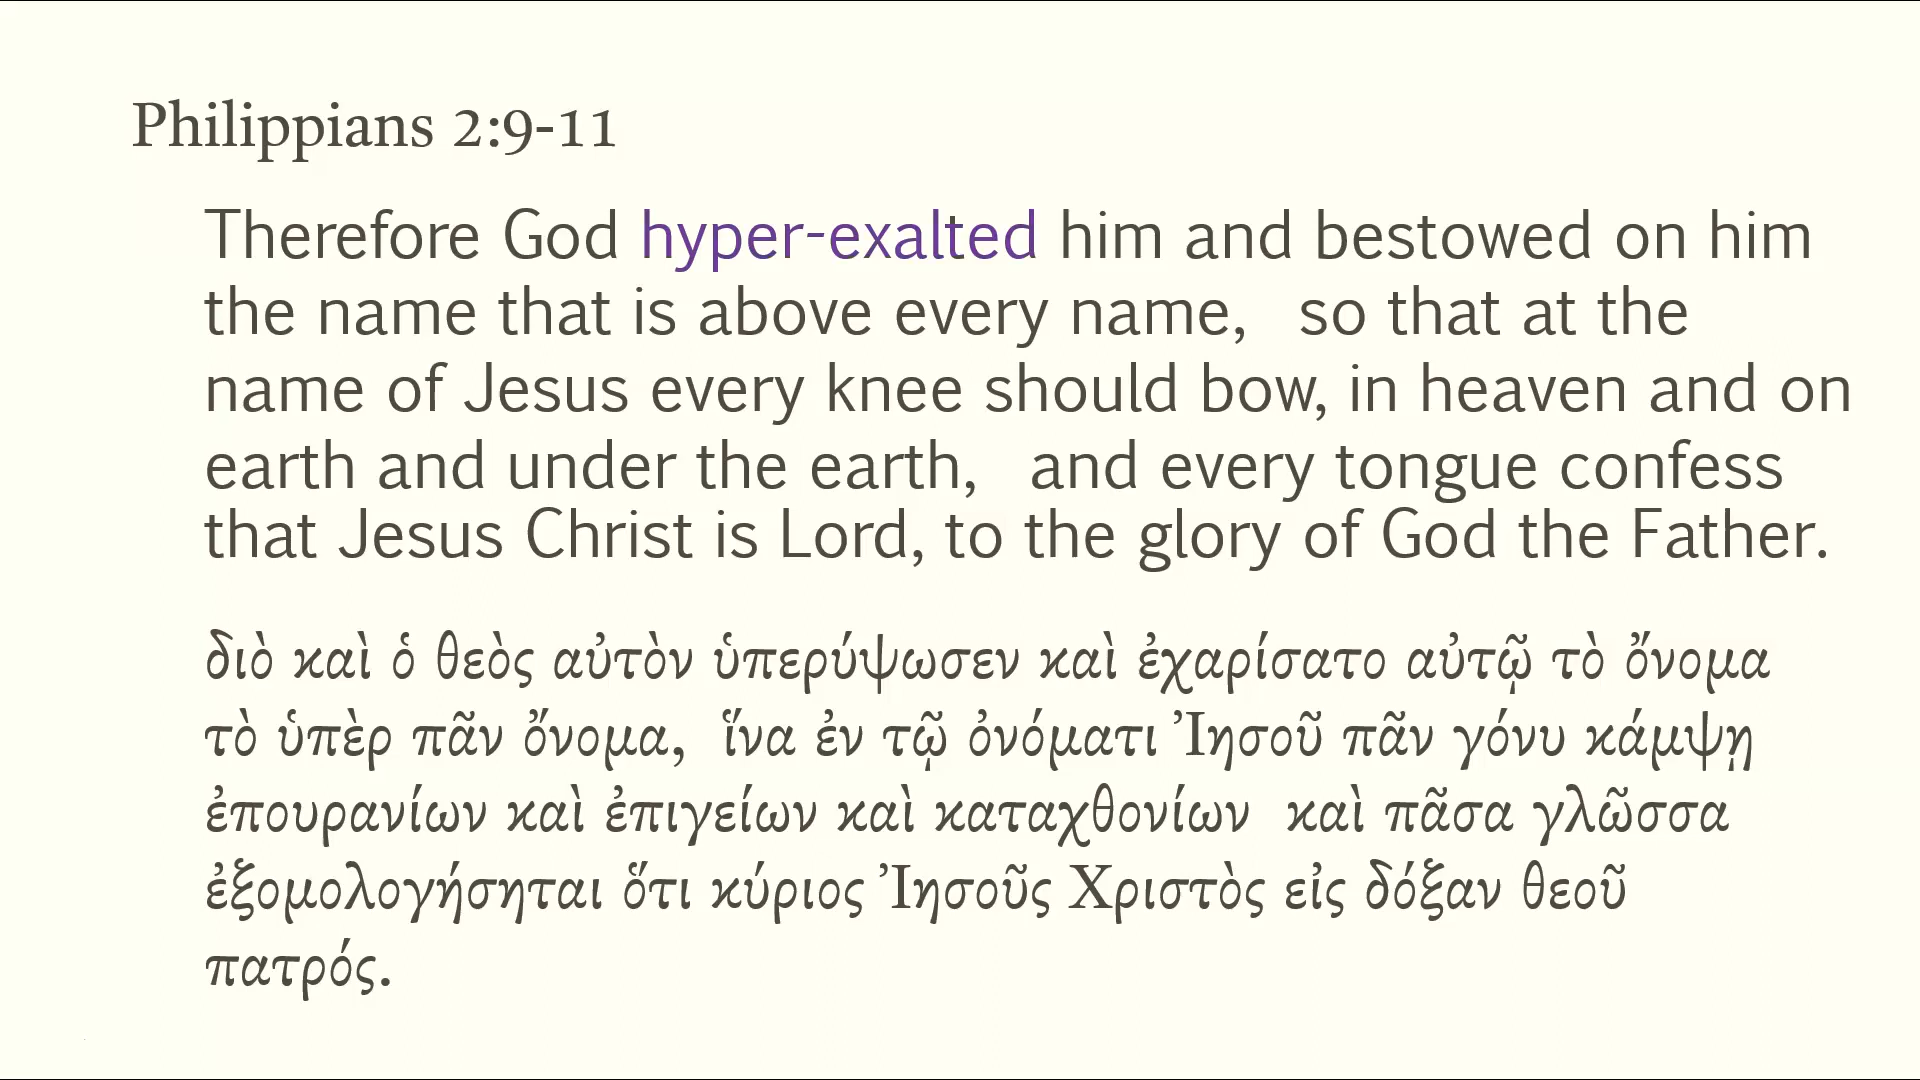 Philippians 2:9-11
Therefore God hyper-exalted him and bestowed on him
the name that is above every name, so that at the
name of Jesus every knee should bow, in heaven and on
earth and under the earth, and every tongue confess
that Jesus Christ is Lord, to the glory of God the Father.
διὸ καὶ ὁ θεὸς αὐτὸν ὑπερύψωσεν καὶ ἐχαρίσατο αὐτῷ τὸ ὄνομα
τὸ ὑπὲρ πᾶν ὄνομα, ἵνα ἐν τῷ ὀνόματι Ἰησοῦ πᾶν γόνυ κάμψῃ
ἐπουρανίων καὶ ἐπιγείων καὶ καταχθονίων καὶ πᾶσα γλῶσσα
ἐξομολογήσηται ὅτι κύριος Ἰησοῦς Χριστὸς εἰς δόξαν θεοῦ
πατρός.